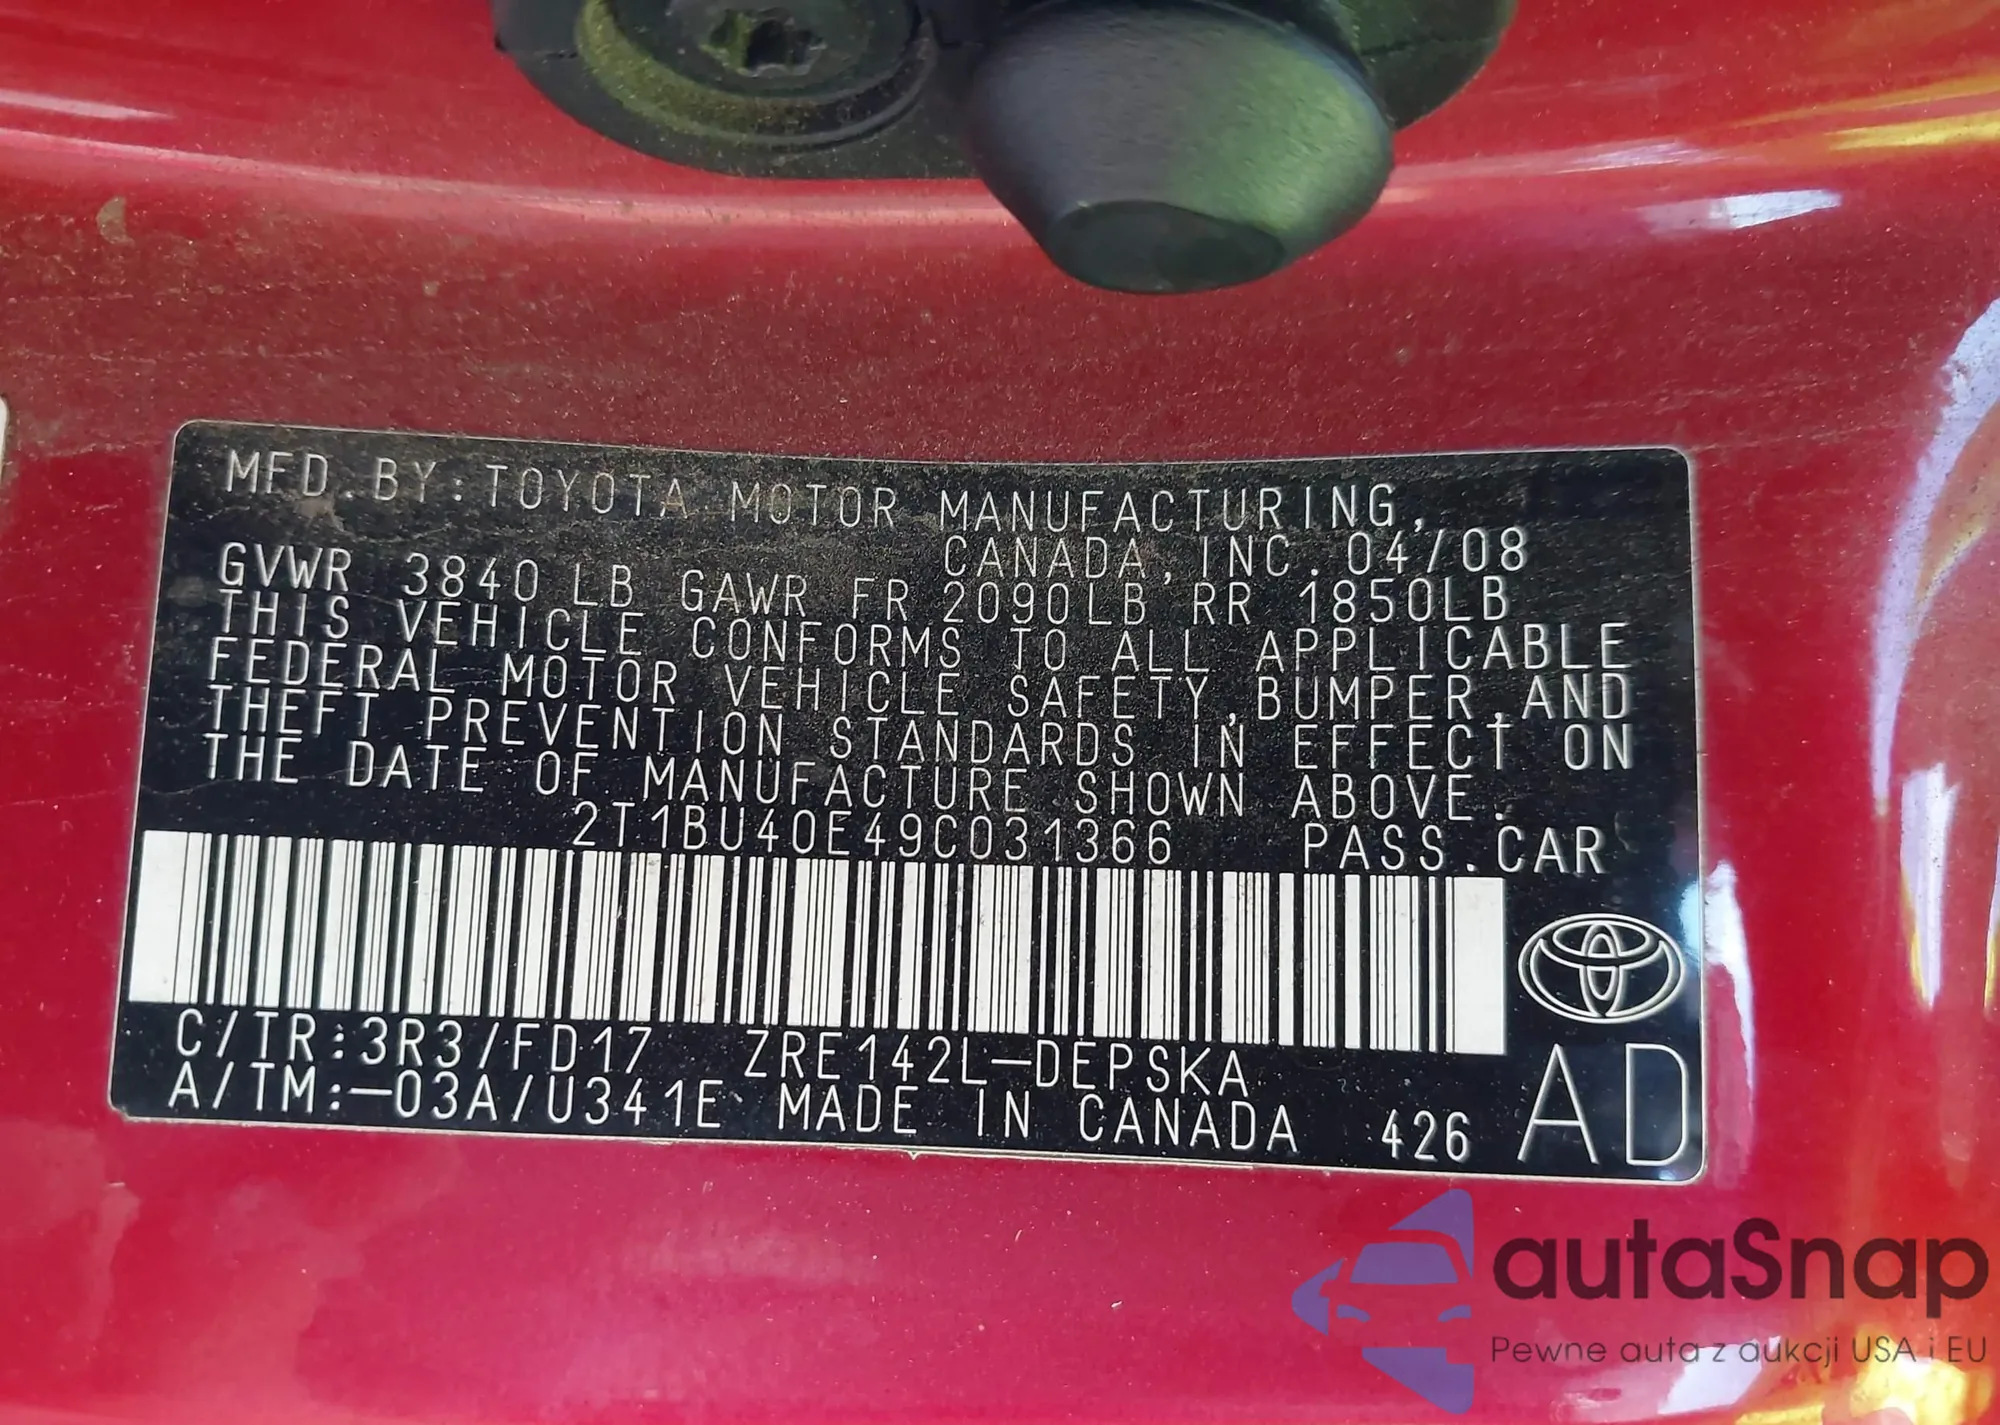 MFD.BY:TOYOTA MOTOR MANUFACTURING,
CANADA,INC.04/08
GVWR 3840 LB GAWR FR 2090LB RR 1850LB
THIS VEHICLE CONFORMS TO ALL APPLICABLE
FEDERAL MOTOR VEHICLE SAFETY,BUMPER,AND
THEFT PREVENTION STANDARDS IN EFFECT ON
THE DATE OF MANUFACTURE SHOWN ABOVE.
2T1BU40E49C031366 PASS.CAR
C/TR:3R3/FD17 ZRE142L-DEPSKA
A/TM:-03A/U341E MADE IN CANADA 426 AD
autaSnap
Pewne auta z aukcji USA i EU